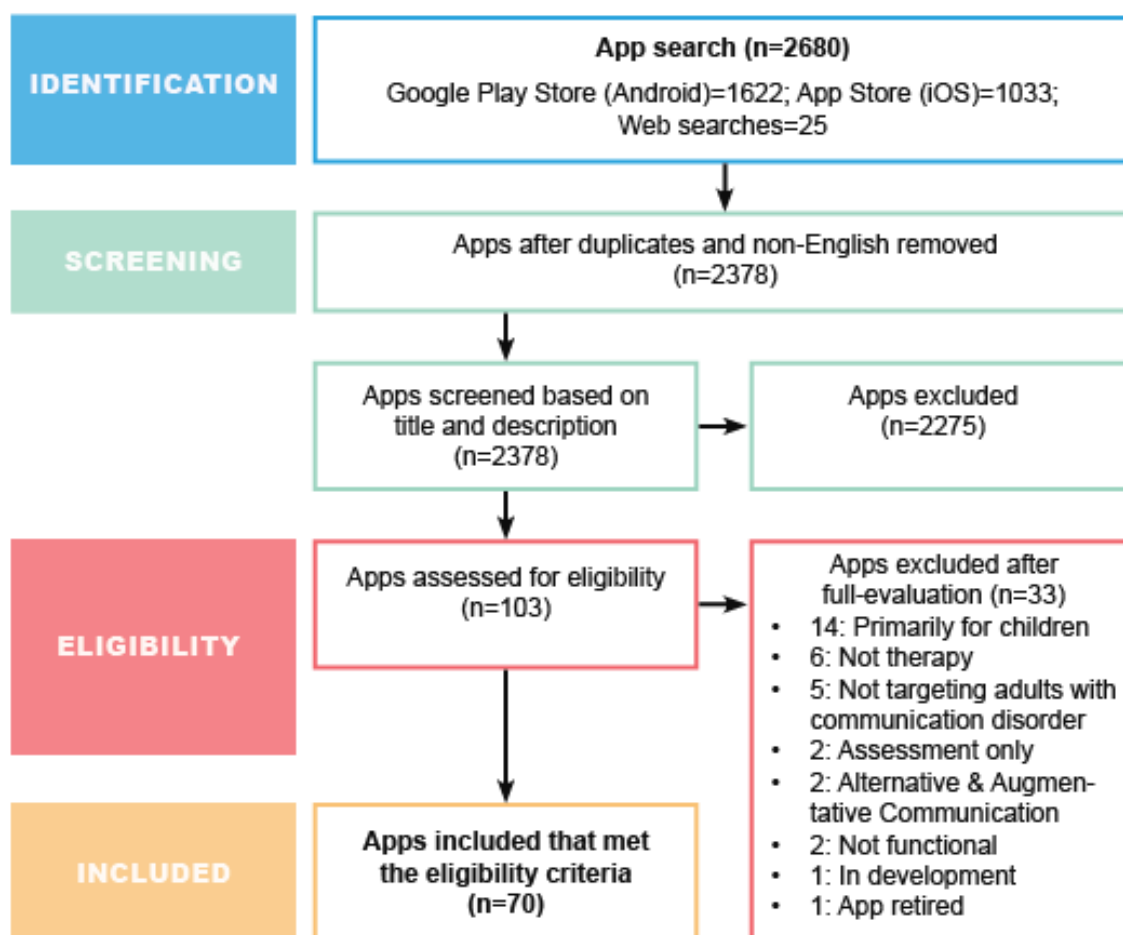 IDENTIFICATION
App search (n=2680)
Google Play Store (Android)=1622; App Store (iOS)=1033;
Web searches=25
SCREENING
Apps after duplicates and non-English removed
(n=2378)
Apps screened based on
title and description
(n=2378)
Apps excluded
(n=2275)
ELIGIBILITY
Apps assessed for eligibility
(n=103)
Apps excluded after
full-evaluation (n=33)
• 14: Primarily for children
• 6: Not therapy
• 5: Not targeting adults with
communication disorder
• 2: Assessment only
• 2: Alternative & Augmen-
tative Communication
• 2: Not functional
• 1: In development
• 1: App retired
INCLUDED
Apps included that met
the eligibility criteria
(n=70)